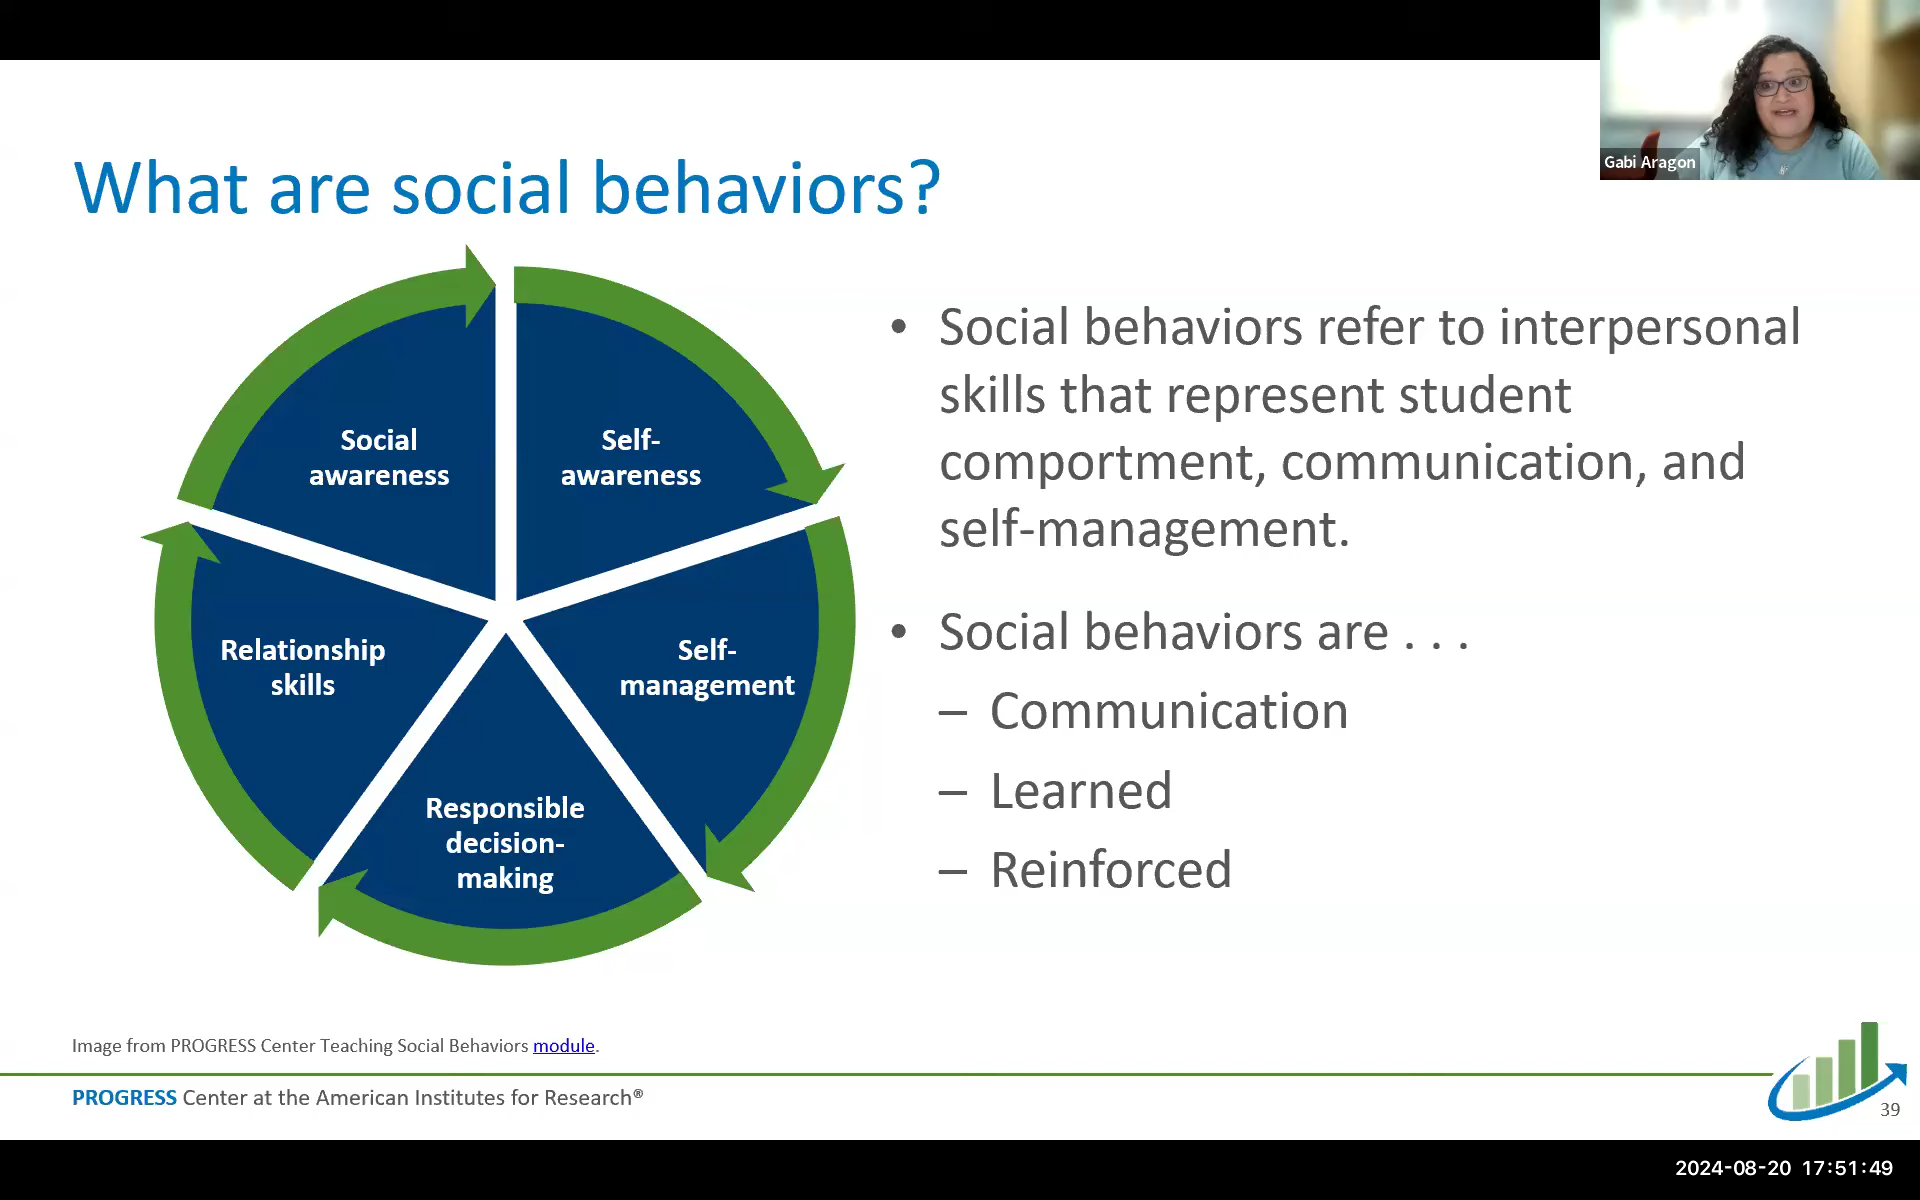 Gabi Aragon
What are social behaviors?
Social
awareness
Self-
awareness
Relationship
skills
Self-
management
Responsible
decision-
making
• Social behaviors refer to interpersonal
skills that represent student
comportment, communication, and
self-management.
• Social behaviors are . . .
– Communication
– Learned
– Reinforced
Image from PROGRESS Center Teaching Social Behaviors module.
PROGRESS Center at the American Institutes for Research®
39
2024-08-20 17:51:49